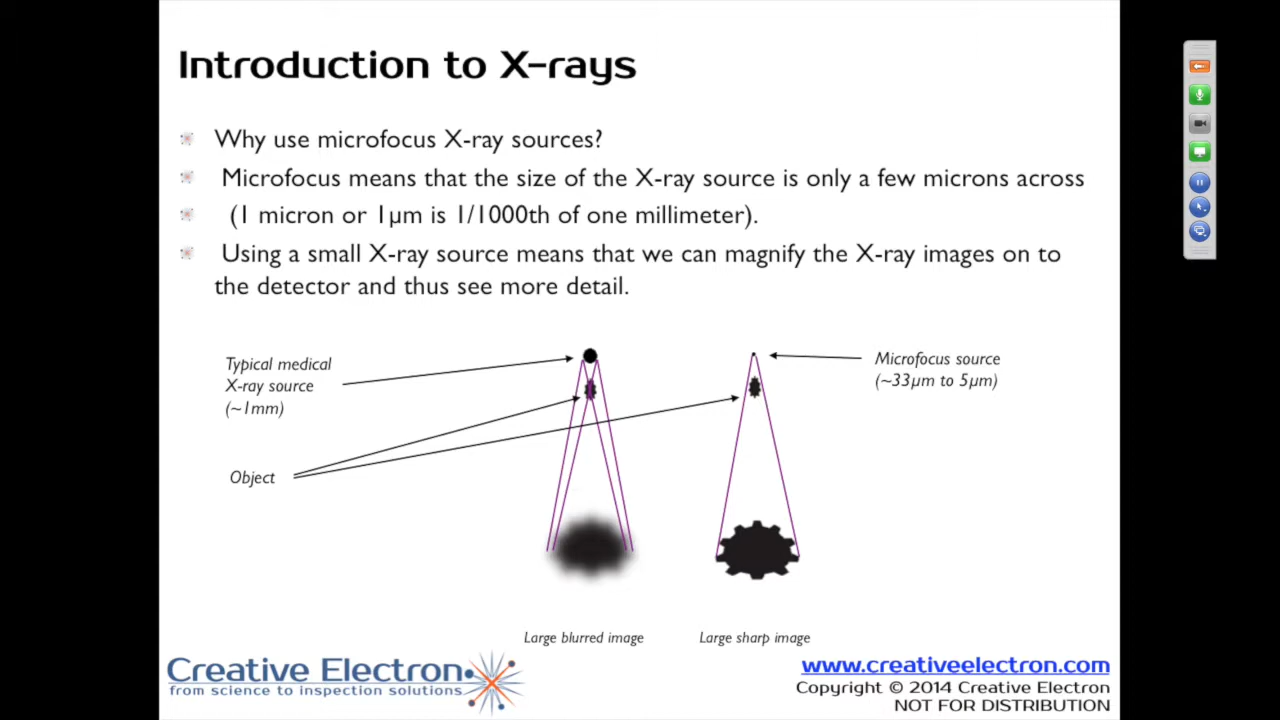 Introduction to X-rays
Why use microfocus X-ray sources?
Microfocus means that the size of the X-ray source is only a few microns across
(1 micron or 1μm is 1/1000th of one millimeter).
Using a small X-ray source means that we can magnify the X-ray images on to
the detector and thus see more detail.
Typical medical
X-ray source
(~1mm)
Microfocus source
(~33μm to 5μm)
Object
Large blurred image
Large sharp image
Creative Electron
from science to inspection solutions
www.creativeelectron.com
Copyright © 2014 Creative Electron
NOT FOR DISTRIBUTION